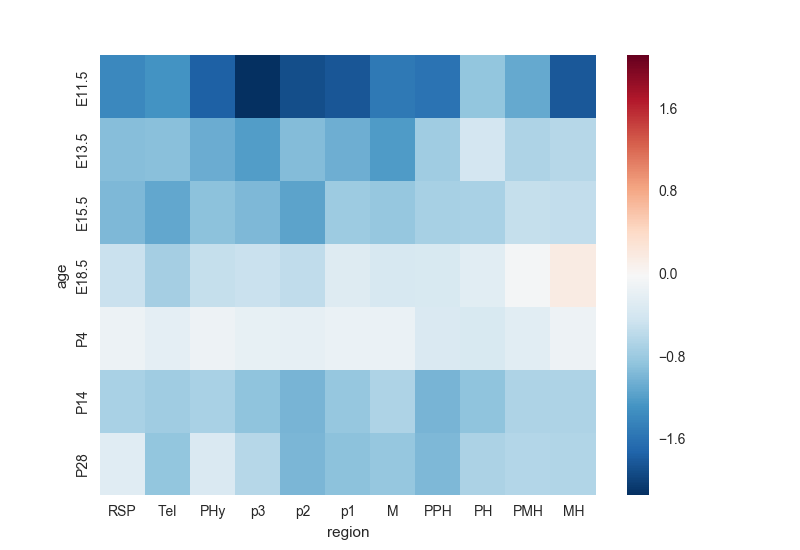 E11.5
E13.5
E15.5
E18.5
P4
P14
P28
age
RSP Tel PHy p3 p2 p1 M PPH PH PMH MH
region
1.6
0.8
0.0
−0.8
−1.6